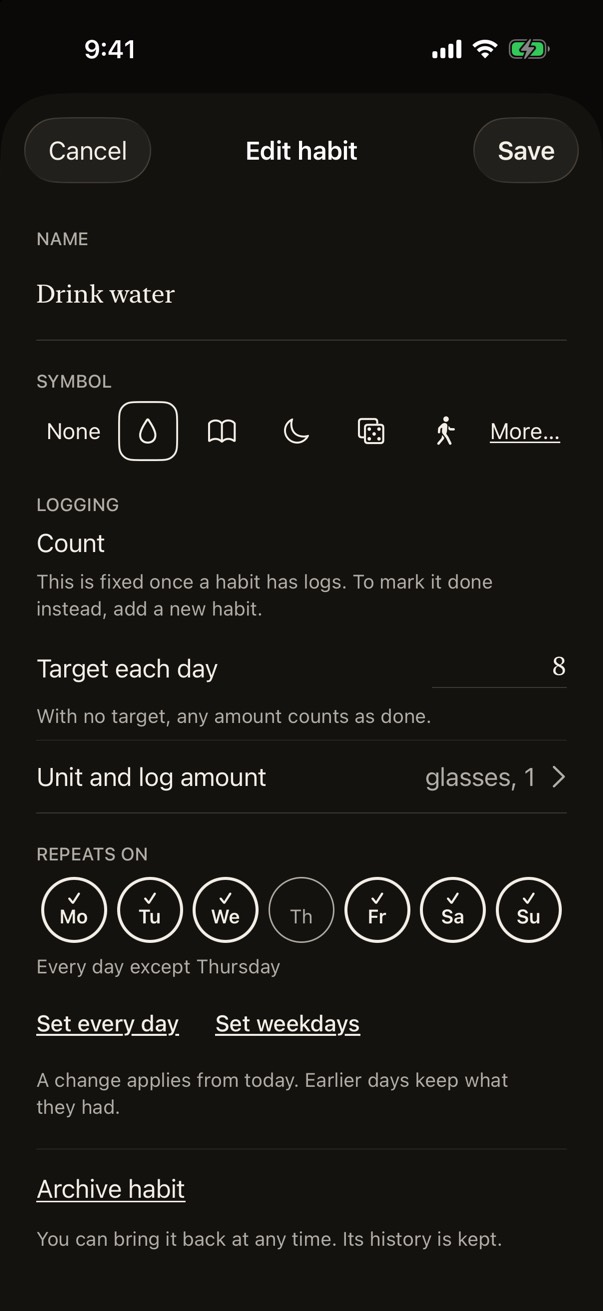 9:41
Cancel
Edit habit
Save
NAME
Drink water
SYMBOL
None
More...
LOGGING
Count
This is fixed once a habit has logs. To mark it done
instead, add a new habit.
Target each day
8
With no target, any amount counts as done.
Unit and log amount
glasses, 1
REPEATS ON
Mo
Tu
We
Th
Fr
Sa
Su
Every day except Thursday
Set every day
Set weekdays
A change applies from today. Earlier days keep what
they had.
Archive habit
You can bring it back at any time. Its history is kept.